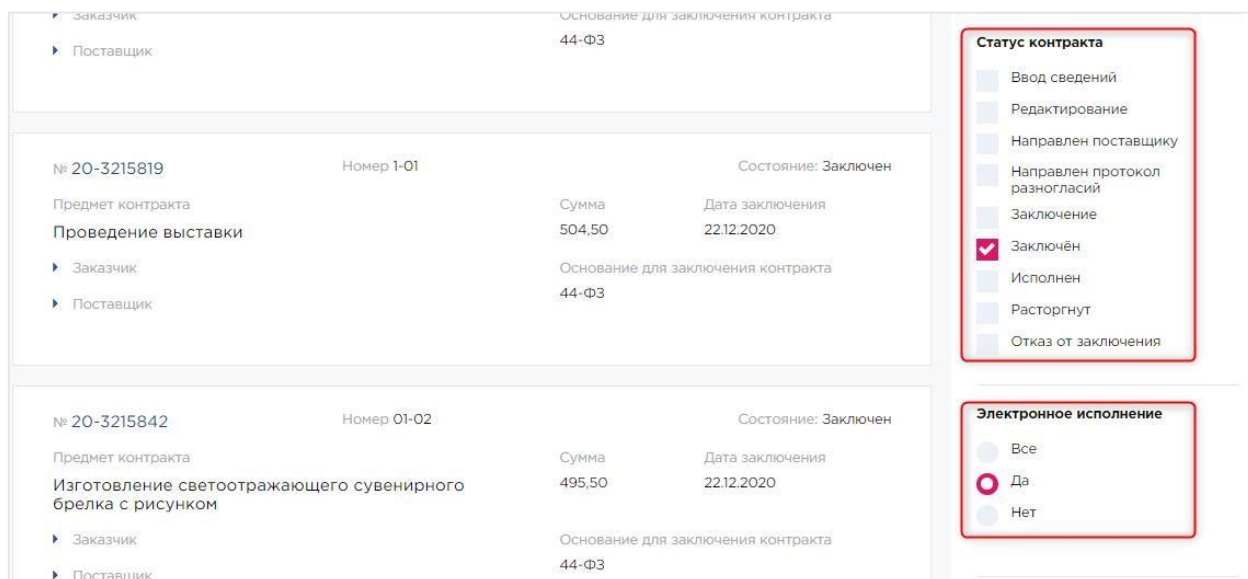 Заказчик
Основание для заключения контракта
Поставщик
44-ФЗ
№ 20-3215819 Номер 1-01 Состояние: Заключен
Предмет контракта Сумма Дата заключения
Проведение выставки 504,50 22.12.2020
Заказчик Основание для заключения контракта
Поставщик 44-ФЗ
№ 20-3215842 Номер 01-02 Состояние: Заключен
Предмет контракта Сумма Дата заключения
Изготовление светоотражающего сувенирного 495,50 22.12.2020
брелка с рисунком
Заказчик Основание для заключения контракта
Поставщик 44-ФЗ
Статус контракта
Ввод сведений
Редактирование
Направлен поставщику
Направлен протокол
разногласий
Заключение
Заключён
Исполнен
Расторгнут
Отказ от заключения
Электронное исполнение
Все
Да
Нет